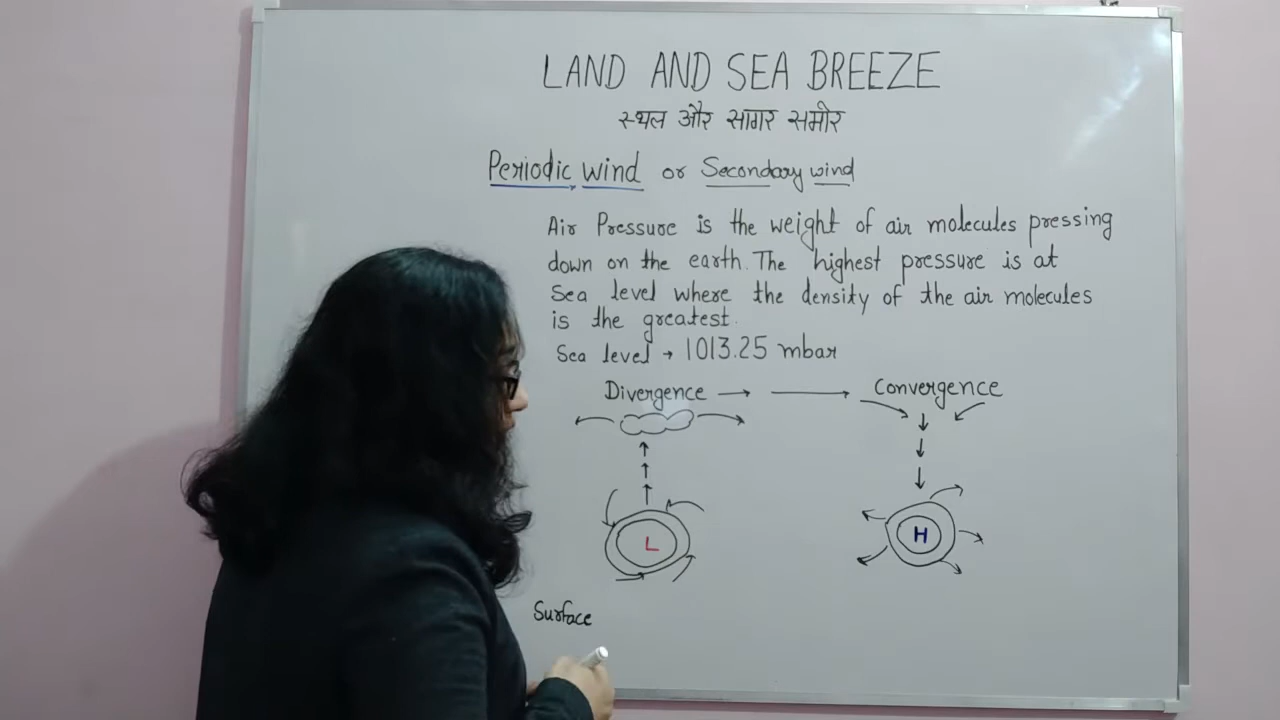 LAND AND SEA BREEZE
स्थल और सागर समीर
Periodic wind or Secondary wind
Air Pressure is the weight of air molecules pressing
down on the earth. The highest pressure is at
Sea level where the density of the air molecules
is the greatest.
Sea level → 1013.25 mbar
Divergence → → Convergence
L
H
Surface